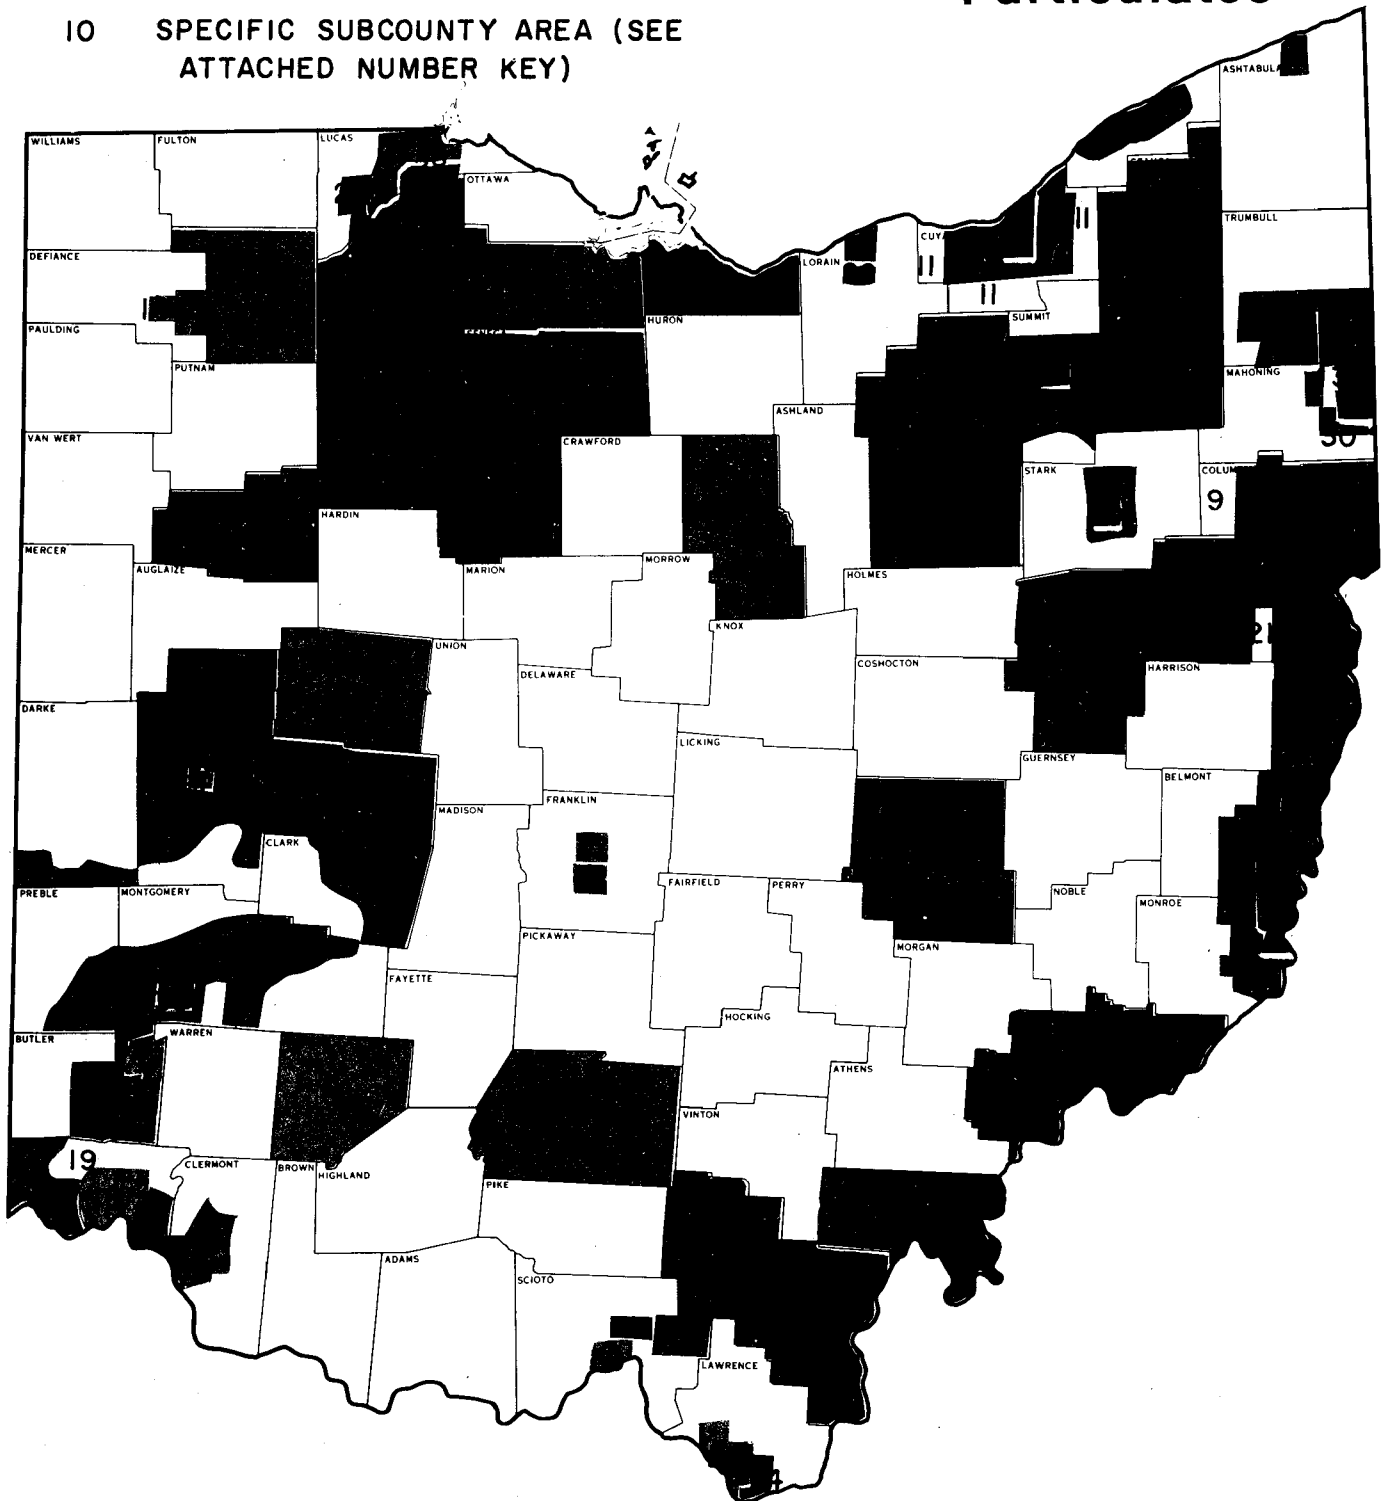 Particulates
10 SPECIFIC SUBCOUNTY AREA (SEE
ATTACHED NUMBER KEY)
ASHTABULA
WILLIAMS
FULTON
LUCAS
OTTAWA
TRUMBULL
DEFIANCE
CUYA
LORAIN
11
11
11
PAULDING
HURON
SUMMIT
SENECA
PUTNAM
MAHONING
ASHLAND
VAN WERT
CRAWFORD
30
STARK
COLUM
9
HARDIN
MERCER
AUGLAIZE
MARION
MORROW
HOLMES
KNOX
21
UNION
COSHOCTON
HARRISON
DELAWARE
DARKE
LICKING
GUERNSEY
BELMONT
FRANKLIN
MADISON
CLARK
PREBLE
MONTGOMERY
FAIRFIELD
PERRY
NOBLE
MONROE
PICKAWAY
MORGAN
FAYETTE
HOCKING
BUTLER
WARREN
ATHENS
VINTON
19
CLERMONT
BROWN
HIGHLAND
PIKE
ADAMS
SCIOTO
LAWRENCE